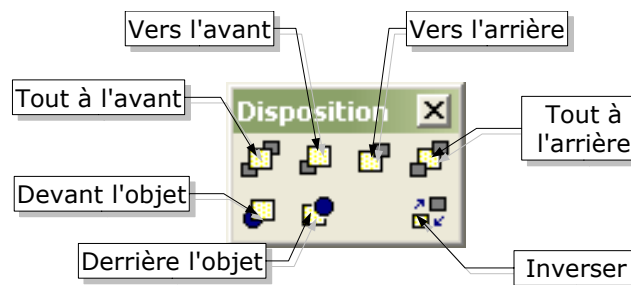 Vers l'avant
Vers l'arrière
Tout à l'avant
Disposition
Tout à
l'arrière
Devant l'objet
Derrière l'objet
Inverser